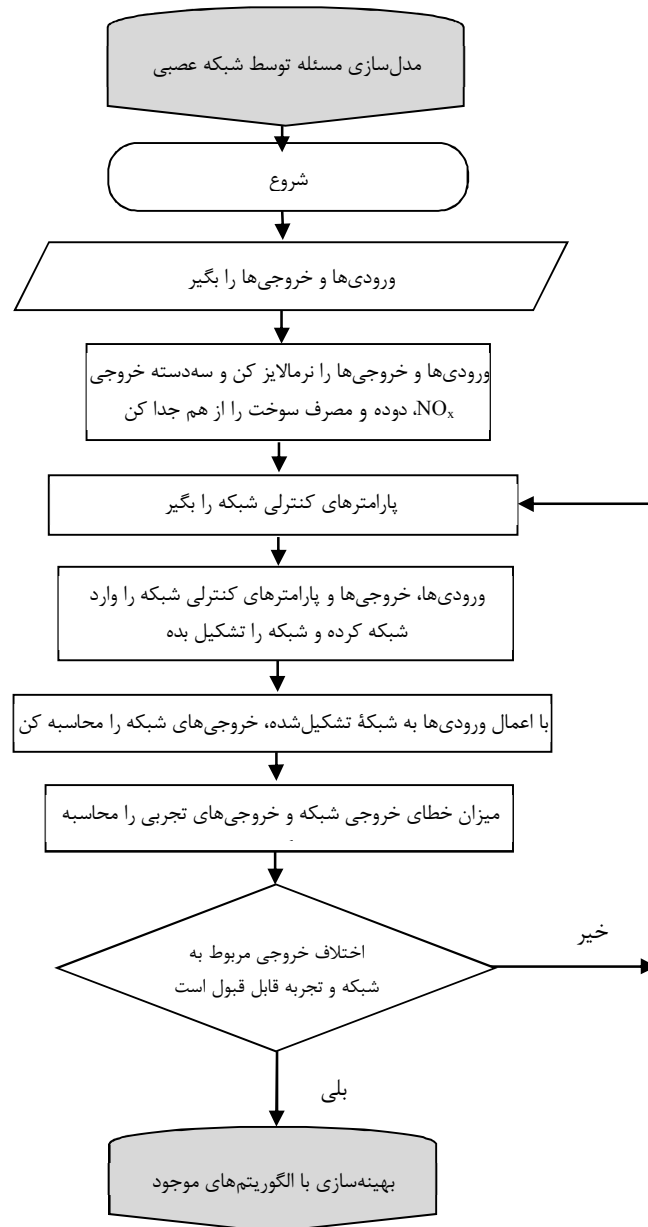 مدل‌سازی مسئله توسط شبکه عصبی
شروع
ورودی‌ها و خروجی‌ها را بگیر
ورودی‌ها و خروجی‌ها را نرمالایز کن و سه‌دسته خروجی
NOx، دوده و مصرف سوخت را از هم جدا کن
پارامترهای کنترلی شبکه را بگیر
ورودی‌ها، خروجی‌ها و پارامترهای کنترلی شبکه را وارد
شبکه کرده و شبکه را تشکیل بده
با اعمال ورودی‌ها به شبکهٔ تشکیل‌شده، خروجی‌های شبکه را محاسبه کن
میزان خطای خروجی شبکه و خروجی‌های تجربی را محاسبه
اختلاف خروجی مربوط به
شبکه و تجربه قابل قبول است
خیر
بلی
بهینه‌سازی با الگوریتم‌های موجود